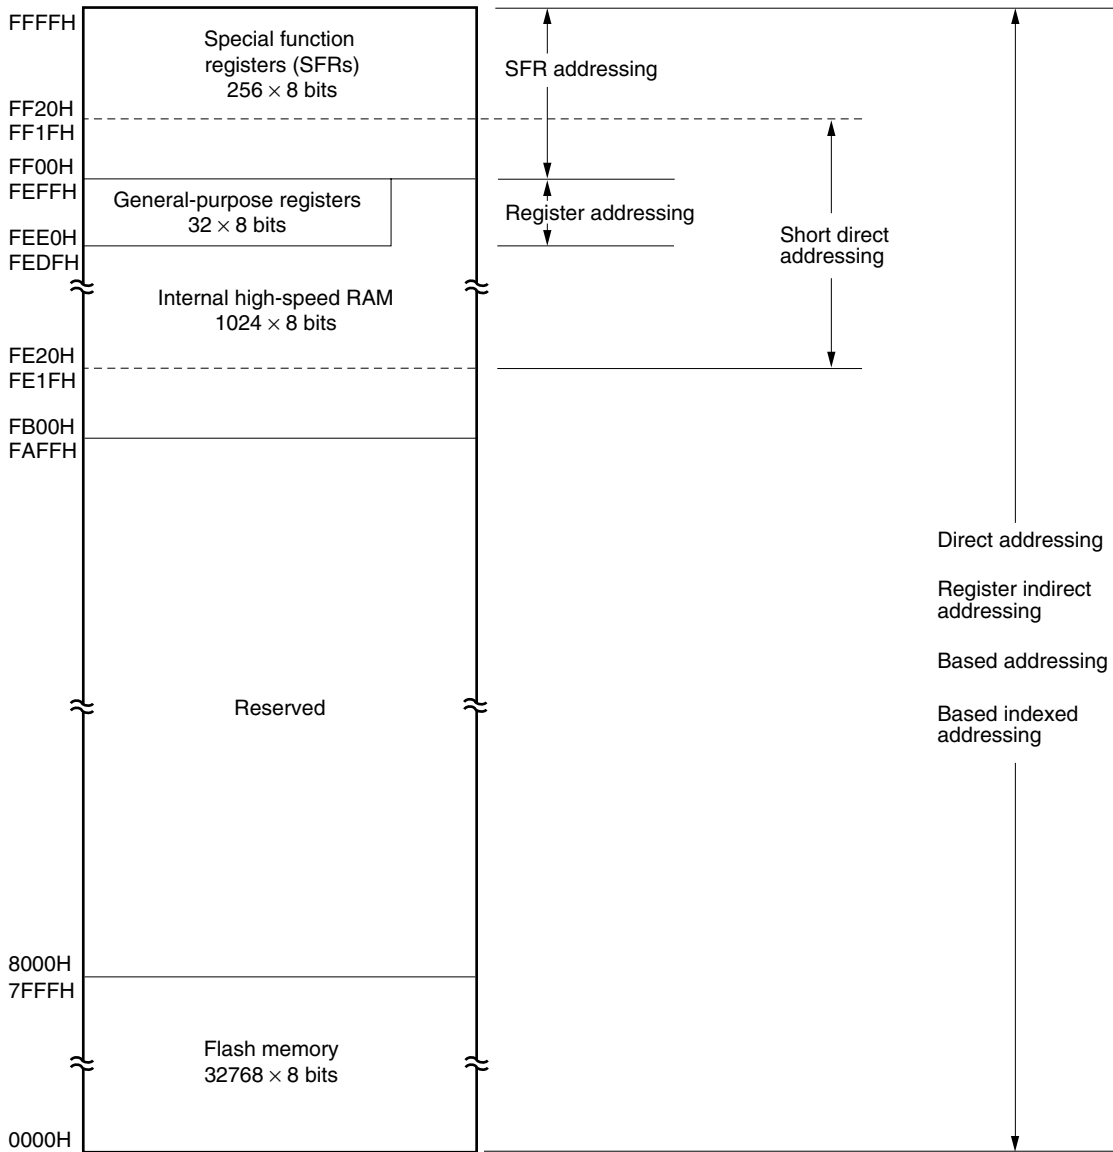 FFFFH
Special function
registers (SFRs)
256 × 8 bits
SFR addressing
FF20H
FF1FH
FF00H
FEFFH
General-purpose registers
32 × 8 bits
Register addressing
FEE0H
FEDFH
Short direct
addressing
Internal high-speed RAM
1024 × 8 bits
FE20H
FE1FH
FB00H
FAFFH
Direct addressing
Register indirect
addressing
Based addressing
Based indexed
addressing
Reserved
8000H
7FFFH
Flash memory
32768 × 8 bits
0000H